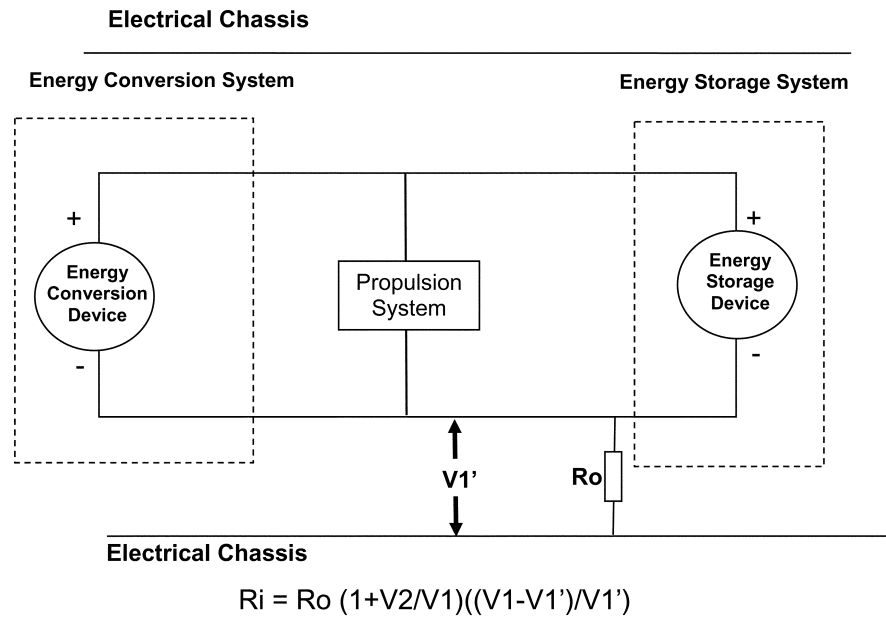 Electrical Chassis
Energy Conversion System
Energy Storage System
+
+
Energy
Conversion
Device
Propulsion
System
Energy
Storage
Device
-
-
V1’
Ro
Electrical Chassis
Ri = Ro (1+V2/V1)((V1-V1’)/V1’)